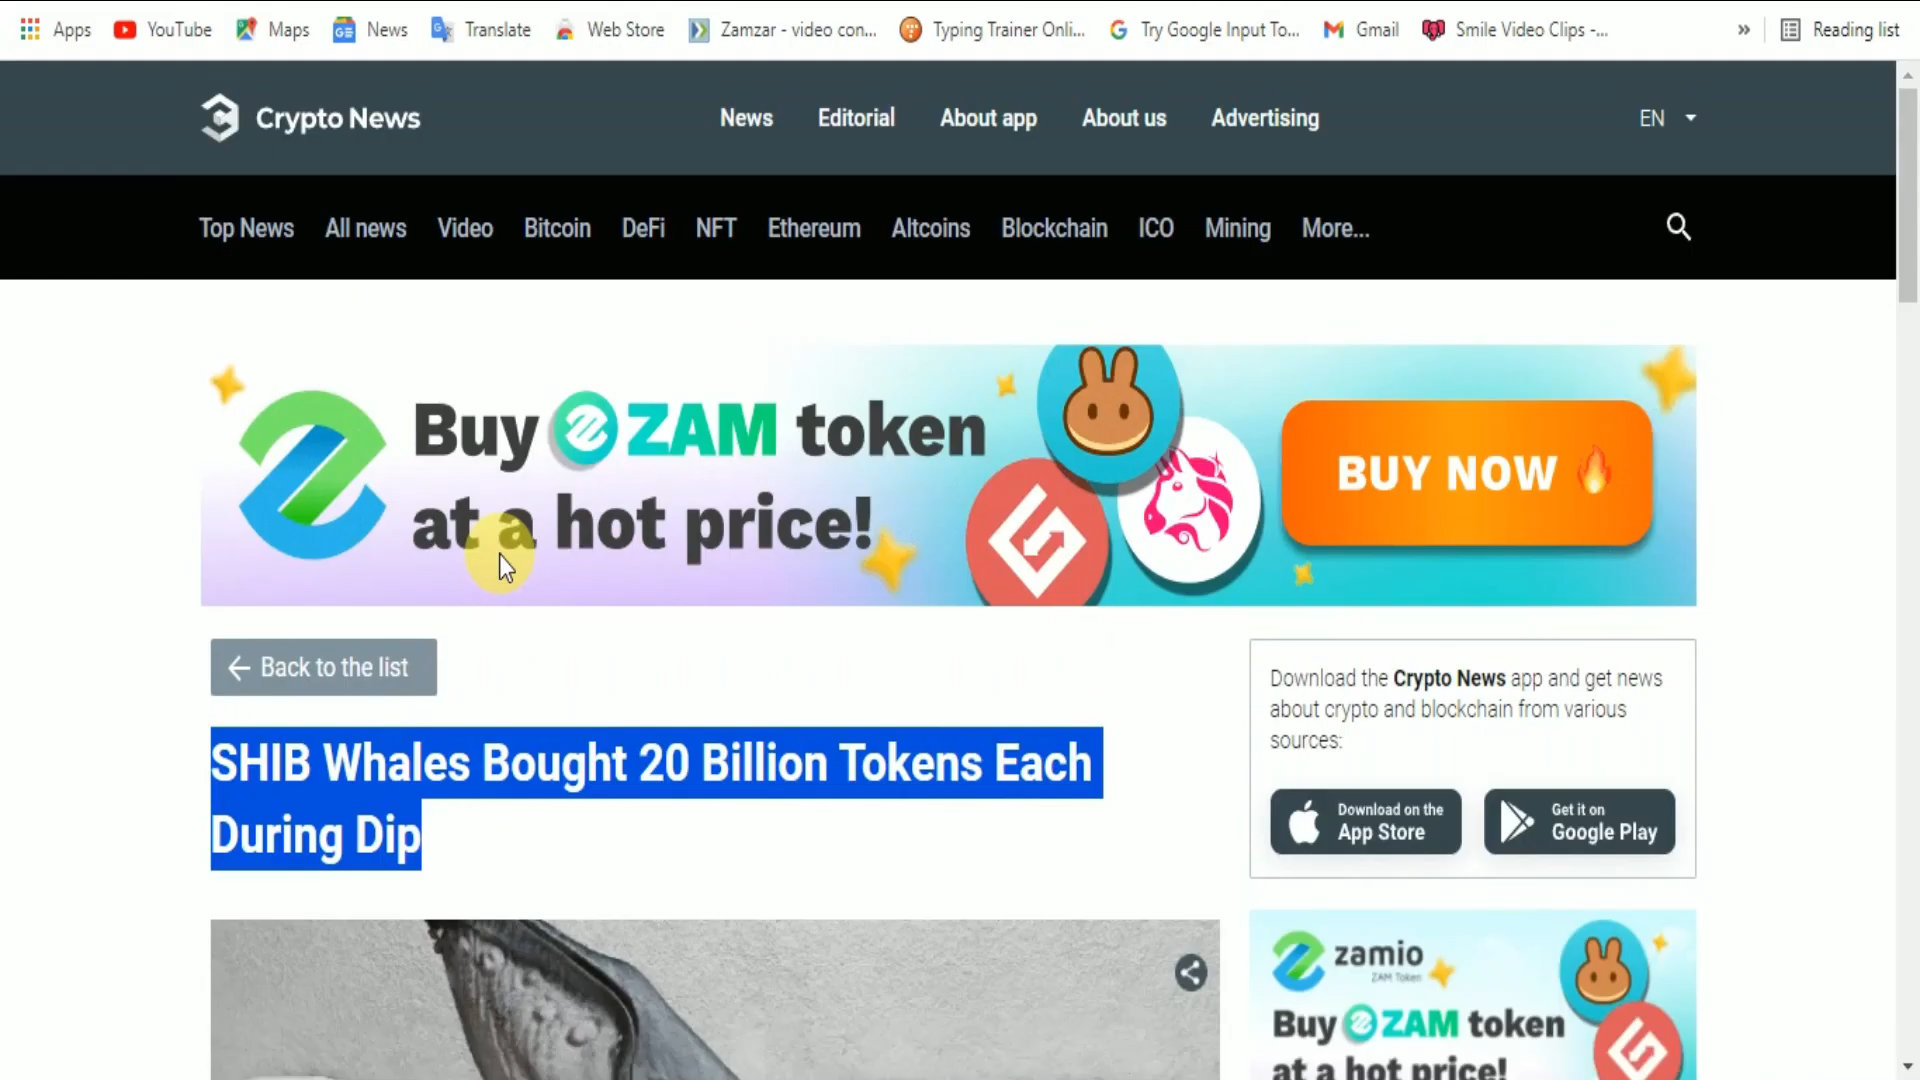 Apps YouTube Maps News Translate Web Store Zamzar - video con... Typing Trainer Onli... Try Google Input To... Gmail Smile Video Clips -... » Reading list
Crypto News News Editorial About app About us Advertising EN
Top News All news Video Bitcoin DeFi NFT Ethereum Altcoins Blockchain ICO Mining More...
Buy ZAM token
at a hot price!
BUY NOW
Back to the list
SHIB Whales Bought 20 Billion Tokens Each
During Dip
Download the Crypto News app and get news
about crypto and blockchain from various
sources:
Download on the
App Store
Get it on
Google Play
zamio
ZAM Token
Buy ZAM token
at a hot price!